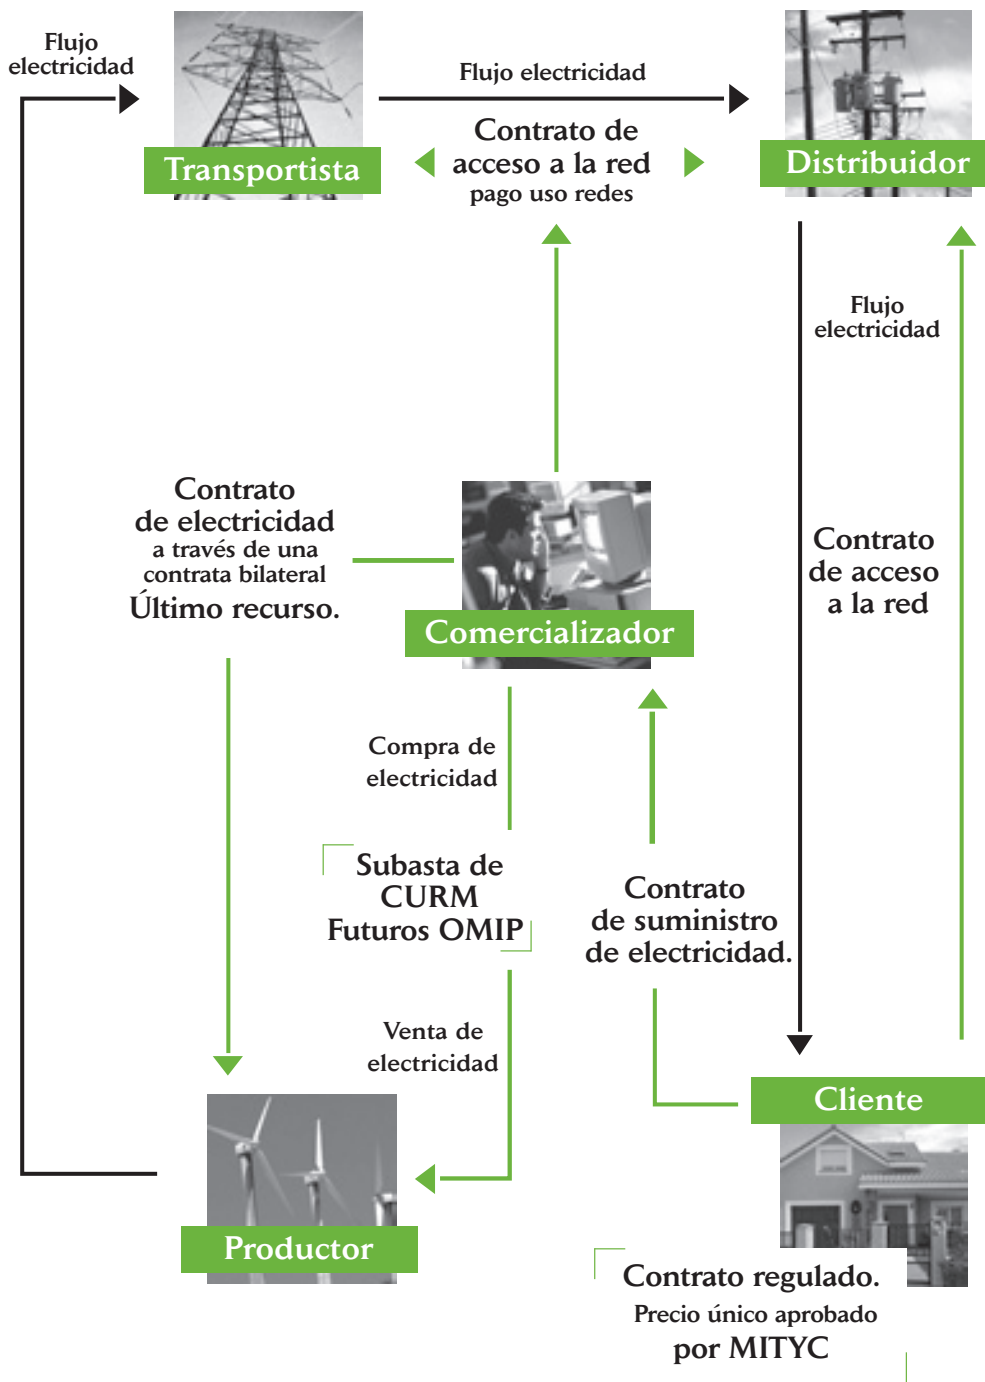 Flujo
electricidad
Transportista
Flujo electricidad
Contrato de
acceso a la red
pago uso redes
Distribuidor
Flujo
electricidad
Contrato
de electricidad
a través de una
contrata bilateral
Último recurso.
Comercializador
Contrato
de acceso
a la red
Compra de
electricidad
Subasta de
CURM
Futuros OMIP
Contrato
de suministro
de electricidad.
Venta de
electricidad
Cliente
Productor
Contrato regulado.
Precio único aprobado
por MITYC